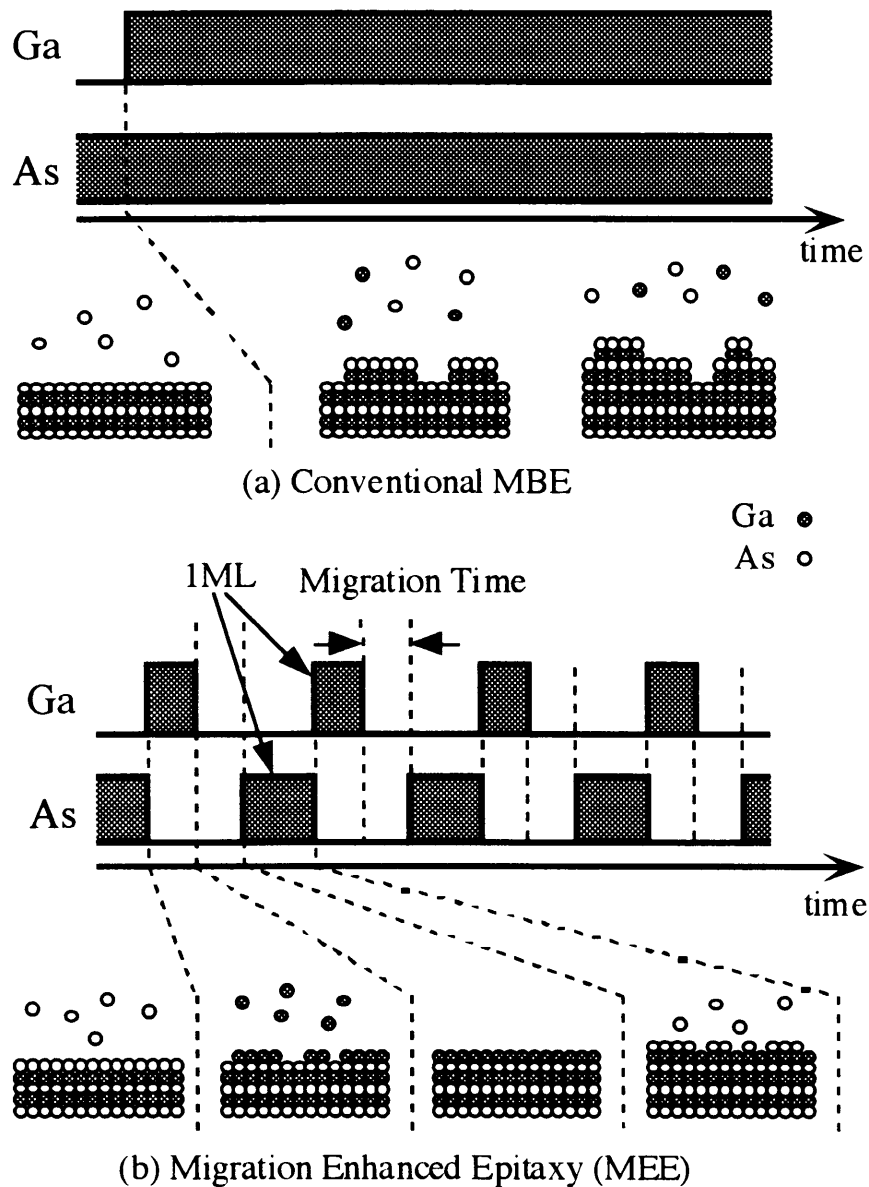 Ga
As
time
(a) Conventional MBE
Ga
As
1ML
Migration Time
Ga
As
time
(b) Migration Enhanced Epitaxy (MEE)